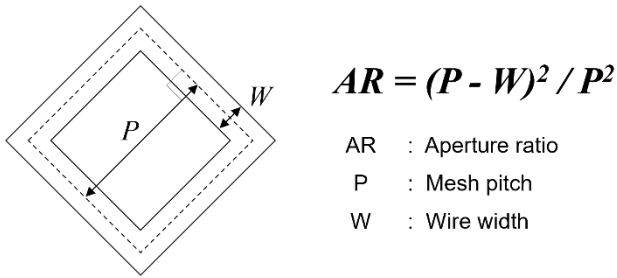 P
W
AR = (P - W)² / P²
AR : Aperture ratio
P : Mesh pitch
W : Wire width